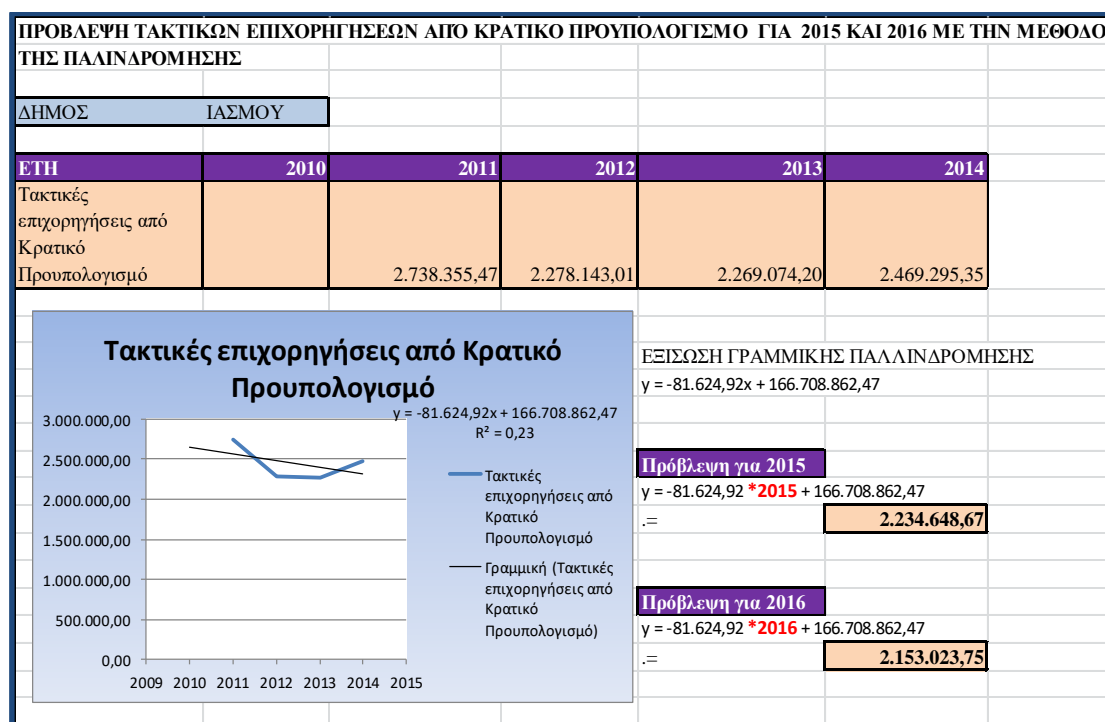 ΠΡΟΒΛΕΨΗ ΤΑΚΤΙΚΩΝ ΕΠΙΧΟΡΗΓΗΣΕΩΝ ΑΠΌ ΚΡΑΤΙΚΟ ΠΡΟΥΠΟΛΟΓΙΣΜΟ ΓΙΑ 2015 ΚΑΙ 2016 ΜΕ ΤΗΝ ΜΕΘΟΔΟ
ΤΗΣ ΠΑΛΙΝΔΡΟΜΗΣΗΣ
ΔΗΜΟΣ ΙΑΣΜΟΥ
ΕΤΗ 2010 2011 2012 2013 2014
Τακτικές
επιχορηγήσεις από
Κρατικό
Προυπολογισμό 2.738.355,47 2.278.143,01 2.269.074,20 2.469.295,35
Τακτικές επιχορηγήσεις από Κρατικό
Προυπολογισμό
y = -81.624,92x + 166.708.862,47
R² = 0,23
3.000.000,00
2.500.000,00
2.000.000,00
1.500.000,00
1.000.000,00
500.000,00
0,00
2009 2010 2011 2012 2013 2014 2015
Τακτικές
επιχορηγήσεις από
Κρατικό
Προυπολογισμό
Γραμμική (Τακτικές
επιχορηγήσεις από
Κρατικό
Προυπολογισμό)
ΕΞΙΣΩΣΗ ΓΡΑΜΜΙΚΗΣ ΠΑΛΛΙΝΔΡΟΜΗΣΗΣ
y = -81.624,92x + 166.708.862,47
Πρόβλεψη για 2015
y = -81.624,92 *2015 + 166.708.862,47
.= 2.234.648,67
Πρόβλεψη για 2016
y = -81.624,92 *2016 + 166.708.862,47
.= 2.153.023,75